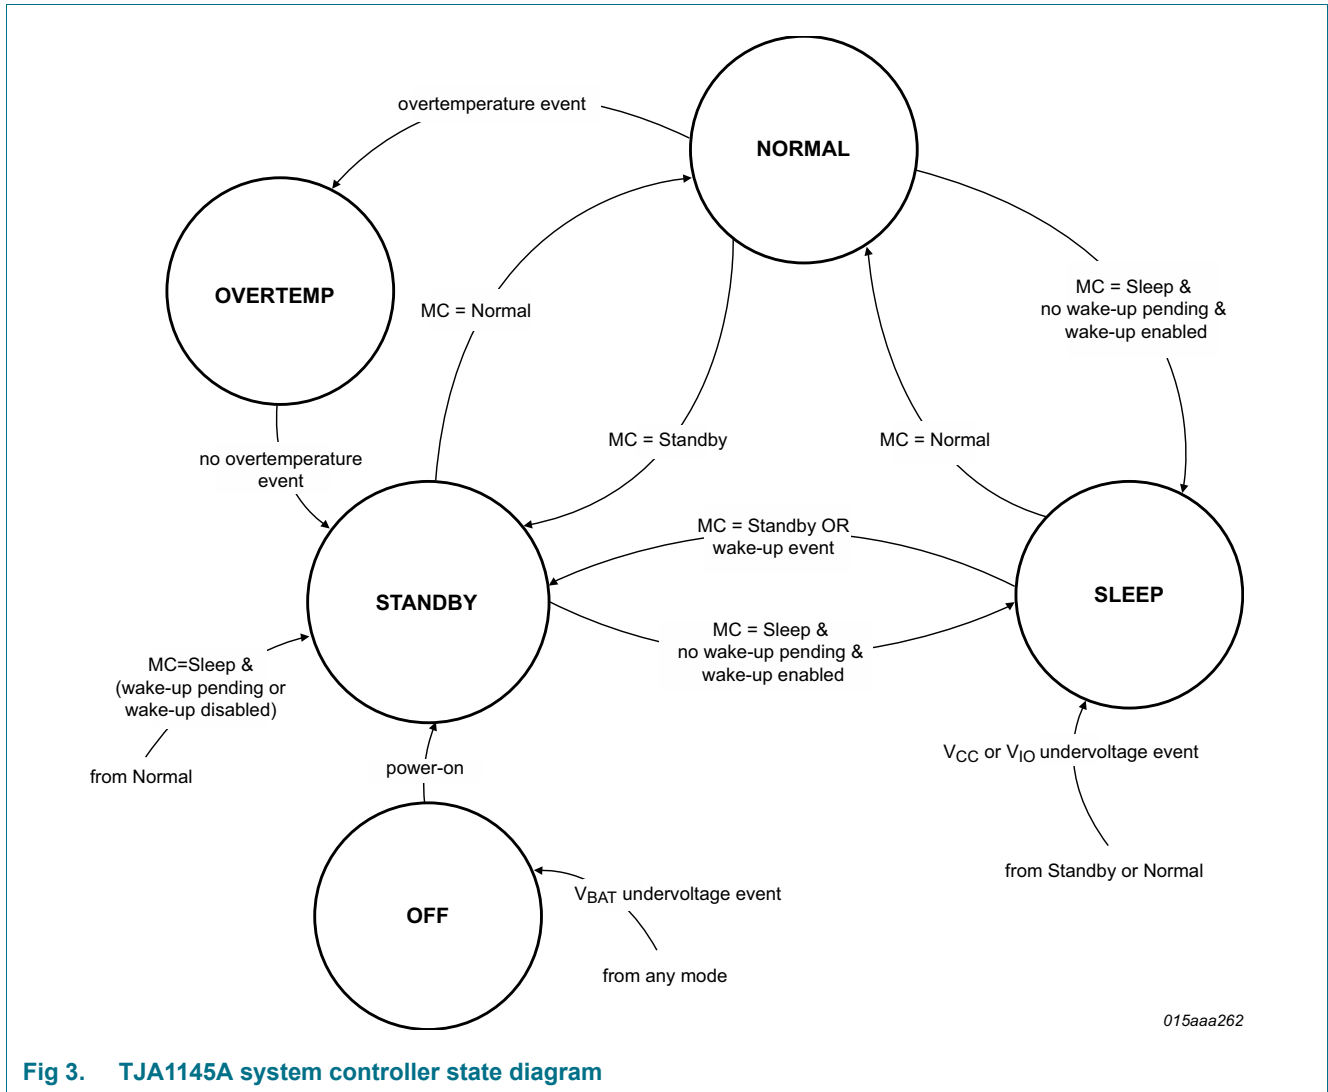 overtemperature event
NORMAL
MC = Sleep &
no wake-up pending &
wake-up enabled
OVERTEMP
MC = Normal
MC = Standby
MC = Normal
no overtemperature
event
MC = Standby OR
wake-up event
STANDBY
SLEEP
MC = Sleep &
no wake-up pending &
wake-up enabled
MC=Sleep &
(wake-up pending or
wake-up disabled)
from Normal
power-on
VCC or VIO undervoltage event
from Standby or Normal
VBAT undervoltage event
OFF
from any mode
015aaa262
Fig 3. TJA1145A system controller state diagram